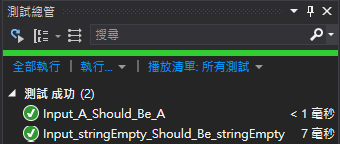 測試總管
搜尋
全部執行 | 執行... | 播放清單: 所有測試
測試 成功 (2)
Input_A_Should_Be_A < 1 毫秒
Input_stringEmpty_Should_Be_stringEmpty 7 毫秒